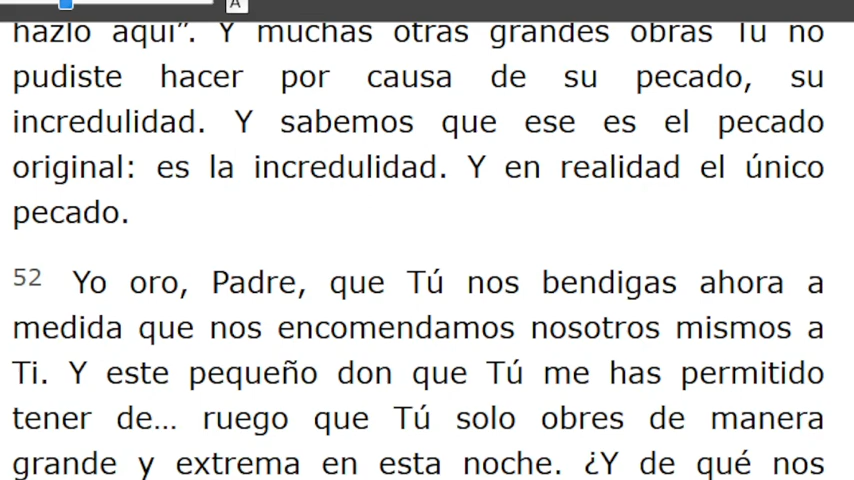 A
hazlo aquí”. Y muchas otras grandes obras Tú no
pudiste hacer por causa de su pecado, su
incredulidad. Y sabemos que ese es el pecado
original: es la incredulidad. Y en realidad el único
pecado.
52 Yo oro, Padre, que Tú nos bendigas ahora a
medida que nos encomendamos nosotros mismos a
Ti. Y este pequeño don que Tú me has permitido
tener de... ruego que Tú solo obres de manera
grande y extrema en esta noche. ¿Y de qué nos